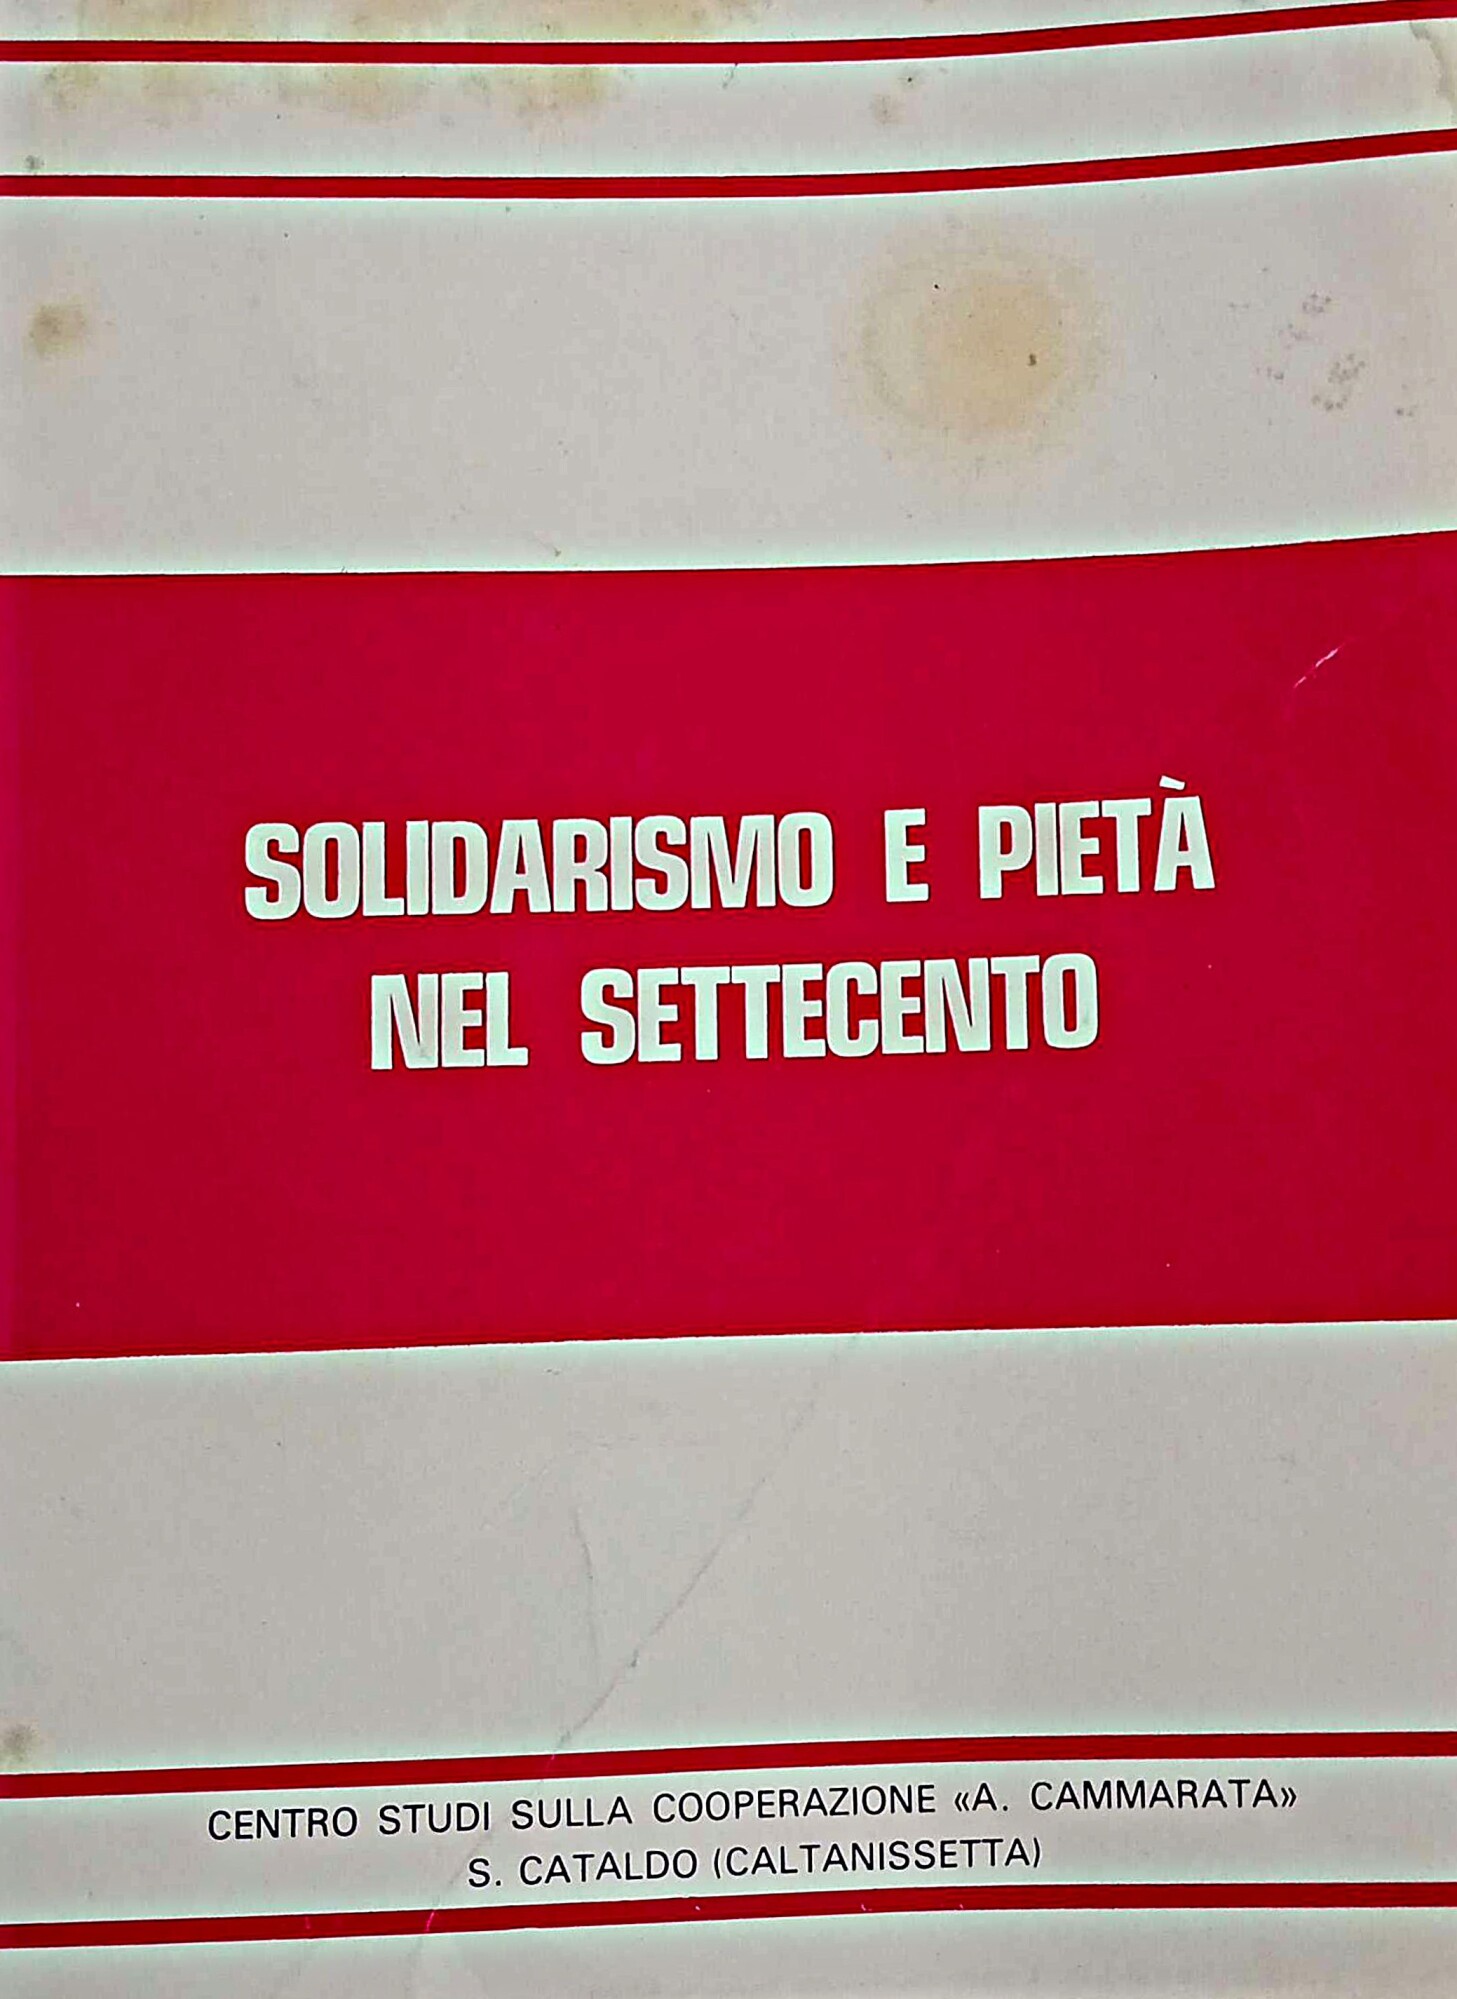 SOLIDARISMO E PIETÀ
NEL SETTECENTO
CENTRO STUDI SULLA COOPERAZIONE «A. CAMMARATA»
S. CATALDO (CALTANISSETTA)